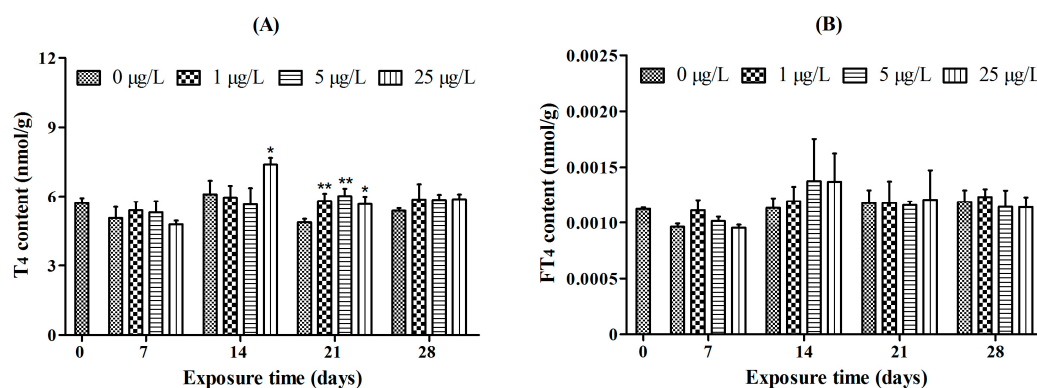 (A)
T4 content (nmol/g)
12
9
6
3
0
0 μg/L 1 μg/L 5 μg/L 25 μg/L
*
** ** *
0 7 14 21 28
Exposure time (days)
(B)
FT4 content (nmol/g)
0.0025
0.0020
0.0015
0.0010
0.0005
0
0 μg/L 1 μg/L 5 μg/L 25 μg/L
0 7 14 21 28
Exposure time (days)